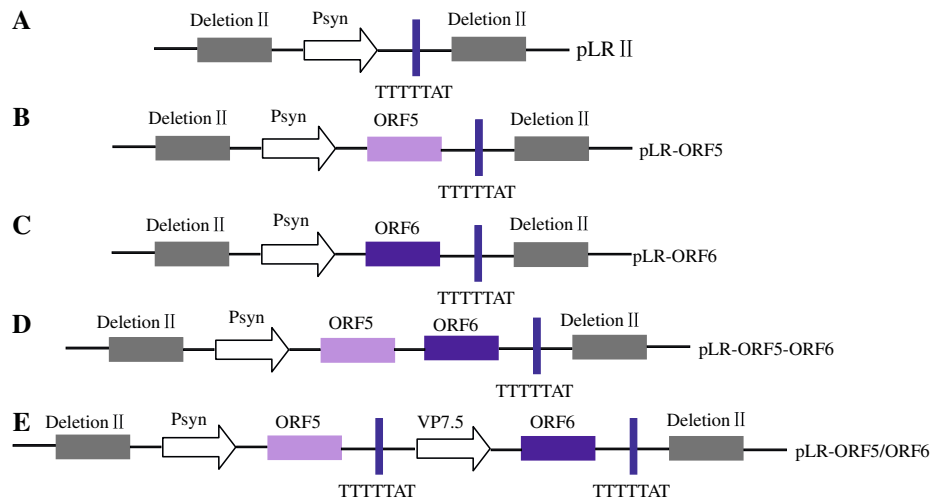 A
Deletion Ⅱ Psyn Deletion Ⅱ
pLR Ⅱ
TTTTTAT
B
Deletion Ⅱ Psyn ORF5 Deletion Ⅱ
pLR-ORF5
TTTTTAT
C
Deletion Ⅱ Psyn ORF6 Deletion Ⅱ
pLR-ORF6
TTTTTAT
D
Deletion Ⅱ Psyn ORF5 ORF6 Deletion Ⅱ
pLR-ORF5-ORF6
TTTTTAT
E
Deletion Ⅱ Psyn ORF5 VP7.5 ORF6 Deletion Ⅱ
pLR-ORF5/ORF6
TTTTTAT TTTTTAT